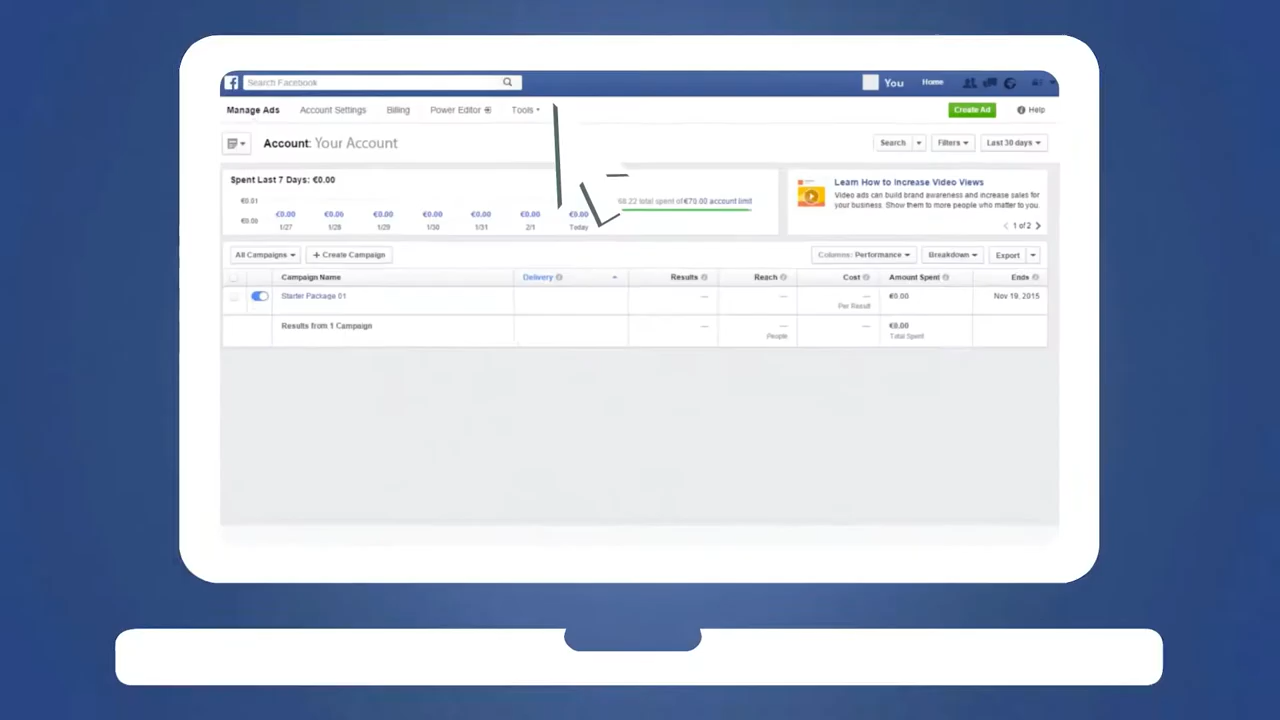 f Search Facebook You Home
Manage Ads Account Settings Billing Power Editor Tools Create Ad Help
Account: Your Account Search Filters Last 30 days
Spent Last 7 Days: €0.00
€0.01
€0.00
€0.00 €0.00 €0.00 €0.00 €0.00 €0.00 €0.00
1/27 1/28 1/29 1/30 1/31 2/1 Today
total spent of €70.00 account limit
Learn How to Increase Video Views
Video ads can build brand awareness and increase sales for
your business. Show them to more people who matter to you.
1 of 2
All Campaigns + Create Campaign Columns: Performance Breakdown Export
Campaign Name Delivery Results Reach Cost Amount Spent Ends
Starter Package 01 — — — €0.00 Nov 19, 2015
Per Result
Results from 1 Campaign — — — €0.00
People Total Spent